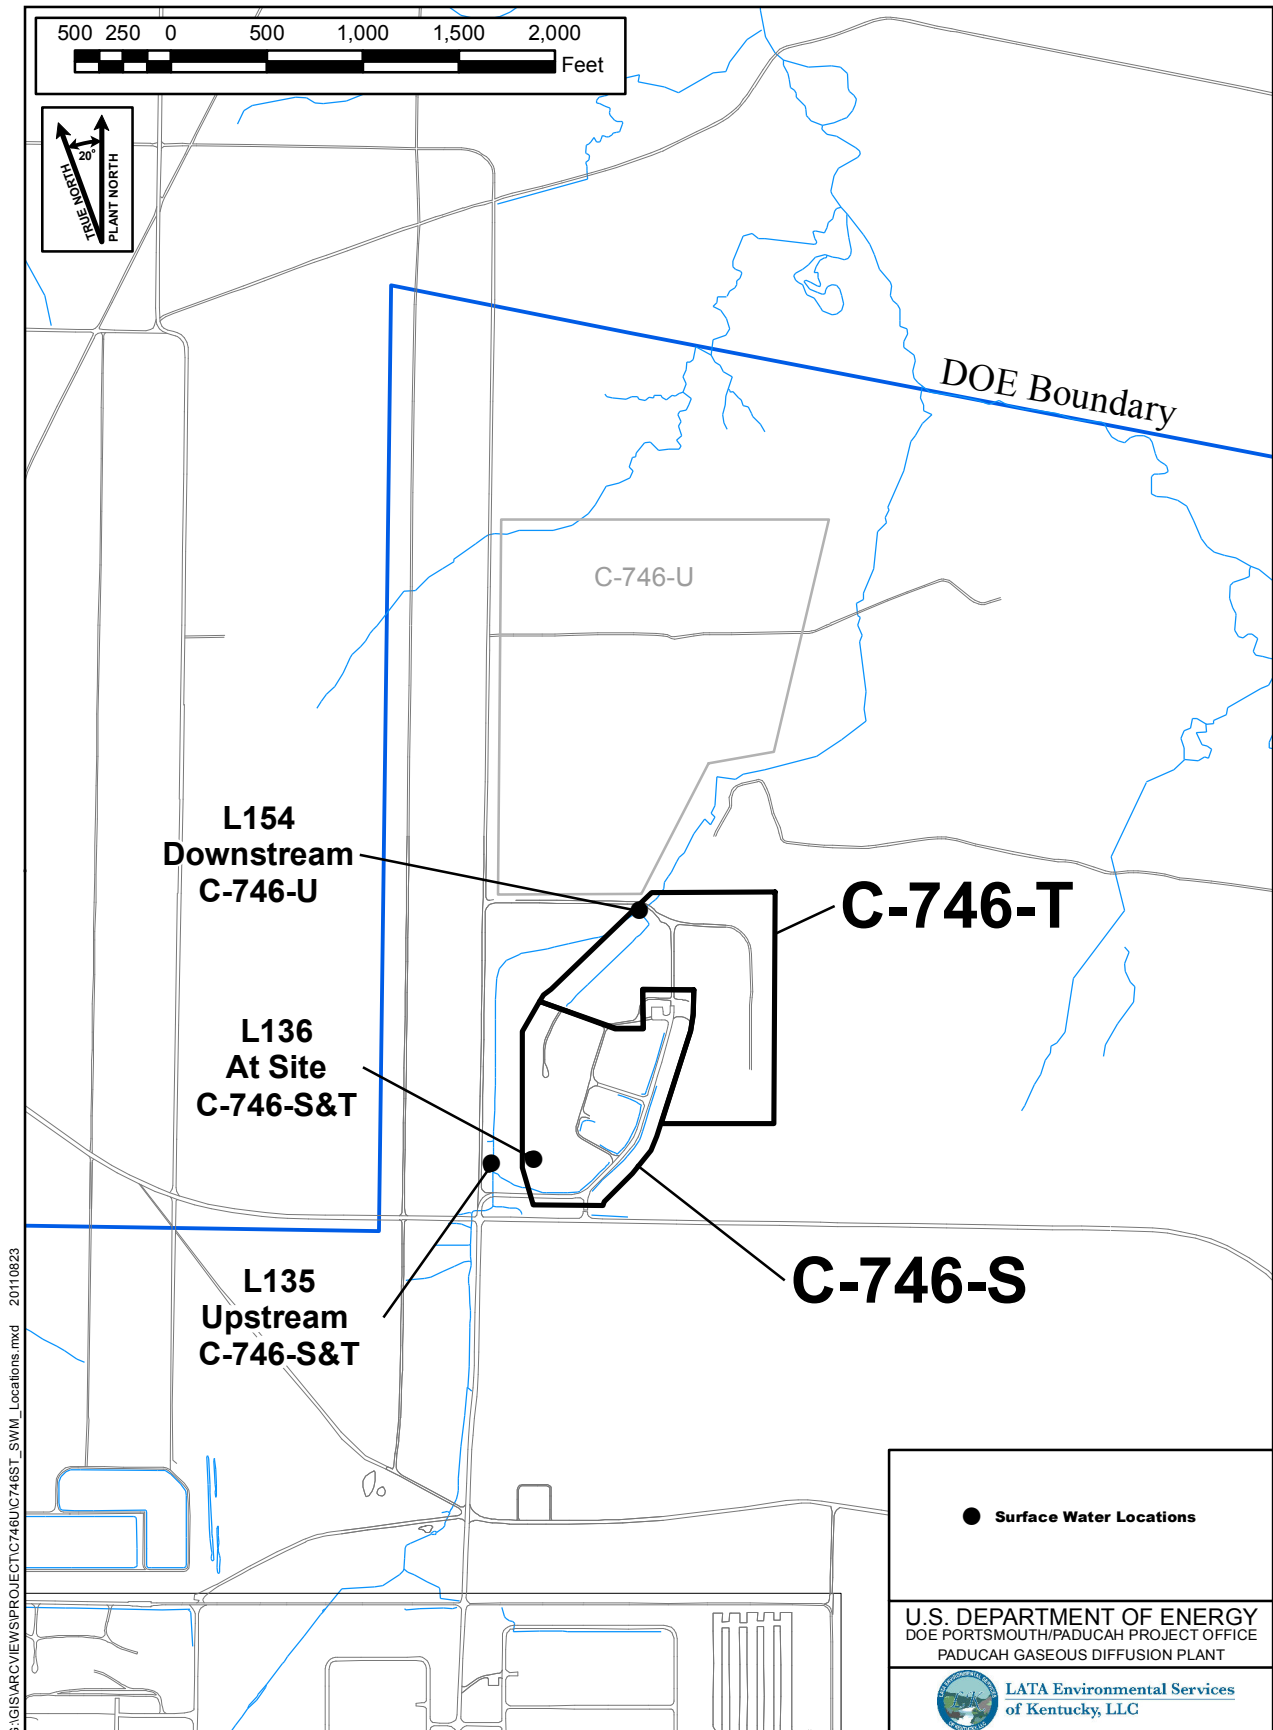 500 250 0 500 1,000 1,500 2,000
Feet
20°
TRUE NORTH
PLANT NORTH
DOE Boundary
C-746-U
L154
Downstream
C-746-U
C-746-T
L136
At Site
C-746-S&T
C-746-S
L135
Upstream
C-746-S&T
G:\GIS\ARCVIEWS\PROJECT\C746U\C746ST_SWM_Locations.mxd 20110823
Surface Water Locations
U.S. DEPARTMENT OF ENERGY
DOE PORTSMOUTH/PADUCAH PROJECT OFFICE
PADUCAH GASEOUS DIFFUSION PLANT
LATA Environmental Services
of Kentucky, LLC